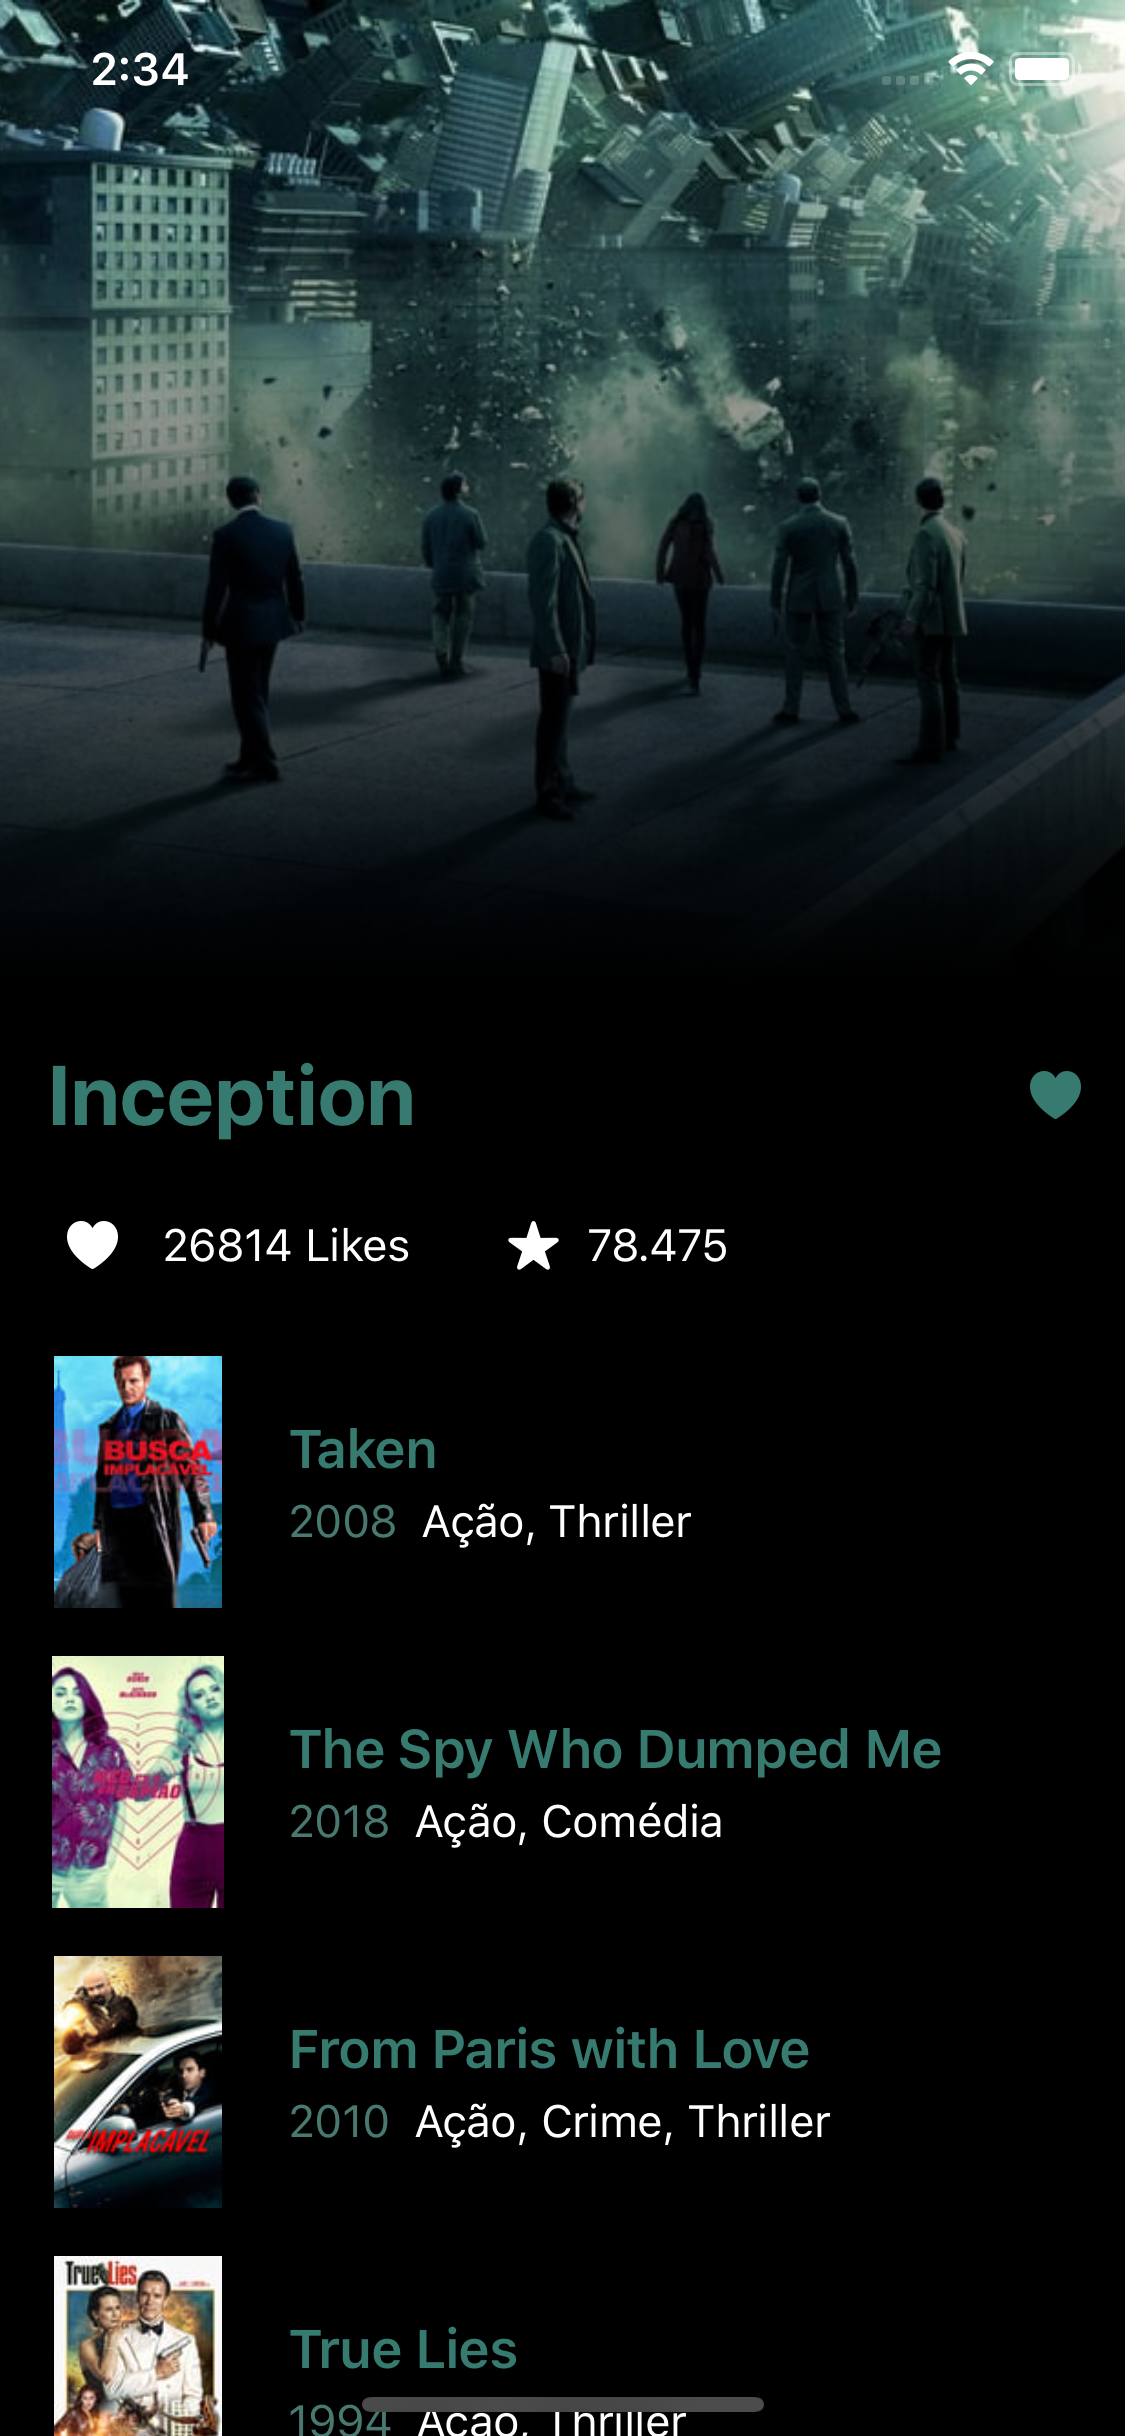 2:34
Inception
26814 Likes
78.475
BUSCA
IMPLACÁVEL
Taken
2008 Ação, Thriller
The Spy Who Dumped Me
2018 Ação, Comédia
IMPLACÁVEL
From Paris with Love
2010 Ação, Crime, Thriller
True Lies
True Lies
1994 Ação, Thriller